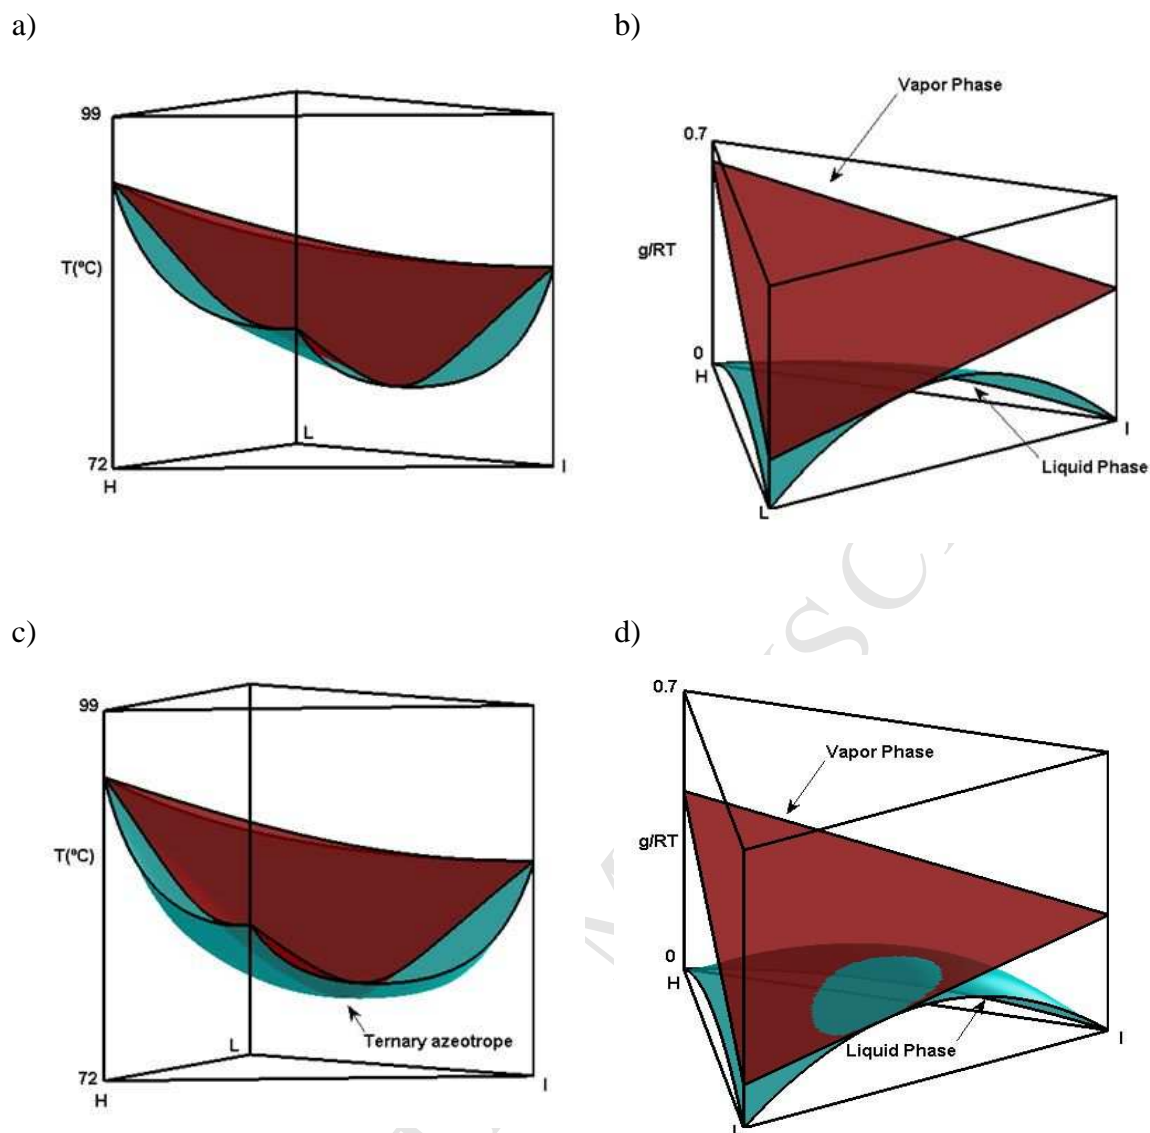 a)
b)
99
T(ºC)
72
H
L
I
Vapor Phase
0.7
g/RT
0
H
Liquid Phase
I
L
c)
d)
99
T(ºC)
L
Ternary azeotrope
72
H
I
0.7
Vapor Phase
g/RT
0
H
Liquid Phase
I
L